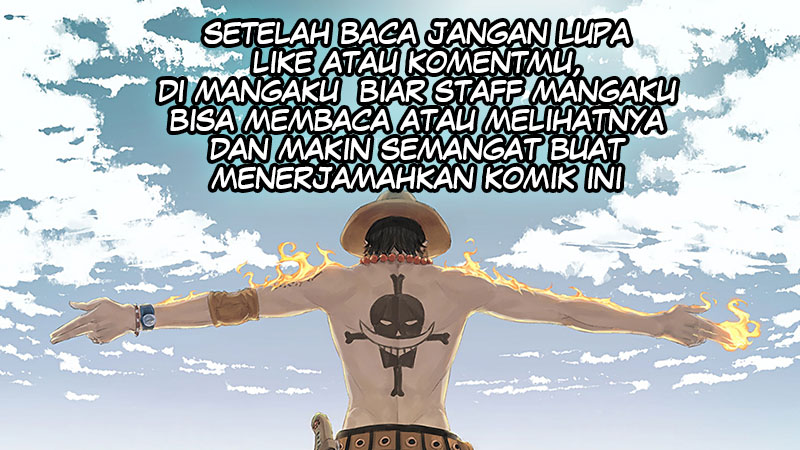 SETELAH BACA JANGAN LUPA
LIKE ATAU KOMENTMU,
DI MANGAKU BIAR STAFF MANGAKU
BISA MEMBACA ATAU MELIHATNYA
DAN MAKIN SEMANGAT BUAT
MENERJAMAHKAN KOMIK INI